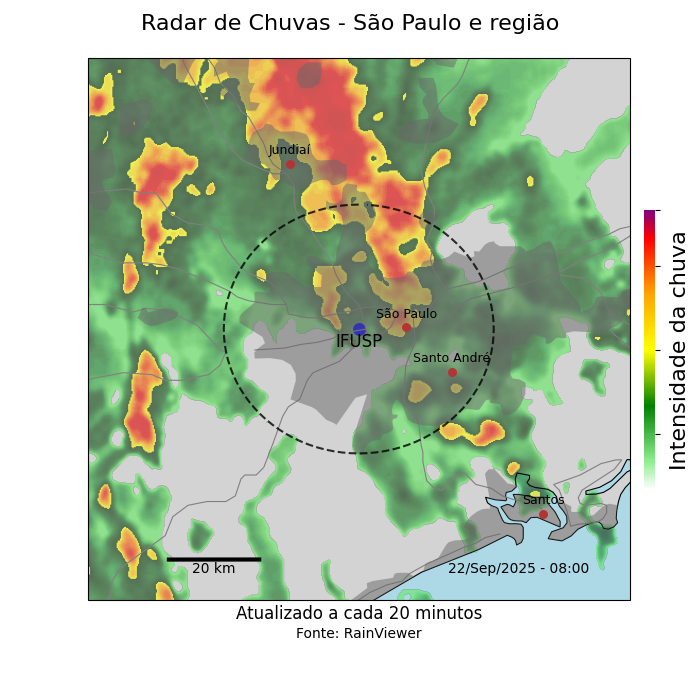 Radar de Chuvas - São Paulo e região
Jundiaí
São Paulo
IFUSP
Santo André
Santos
20 km
22/Sep/2025 - 08:00
Intensidade da chuva
Atualizado a cada 20 minutos
Fonte: RainViewer